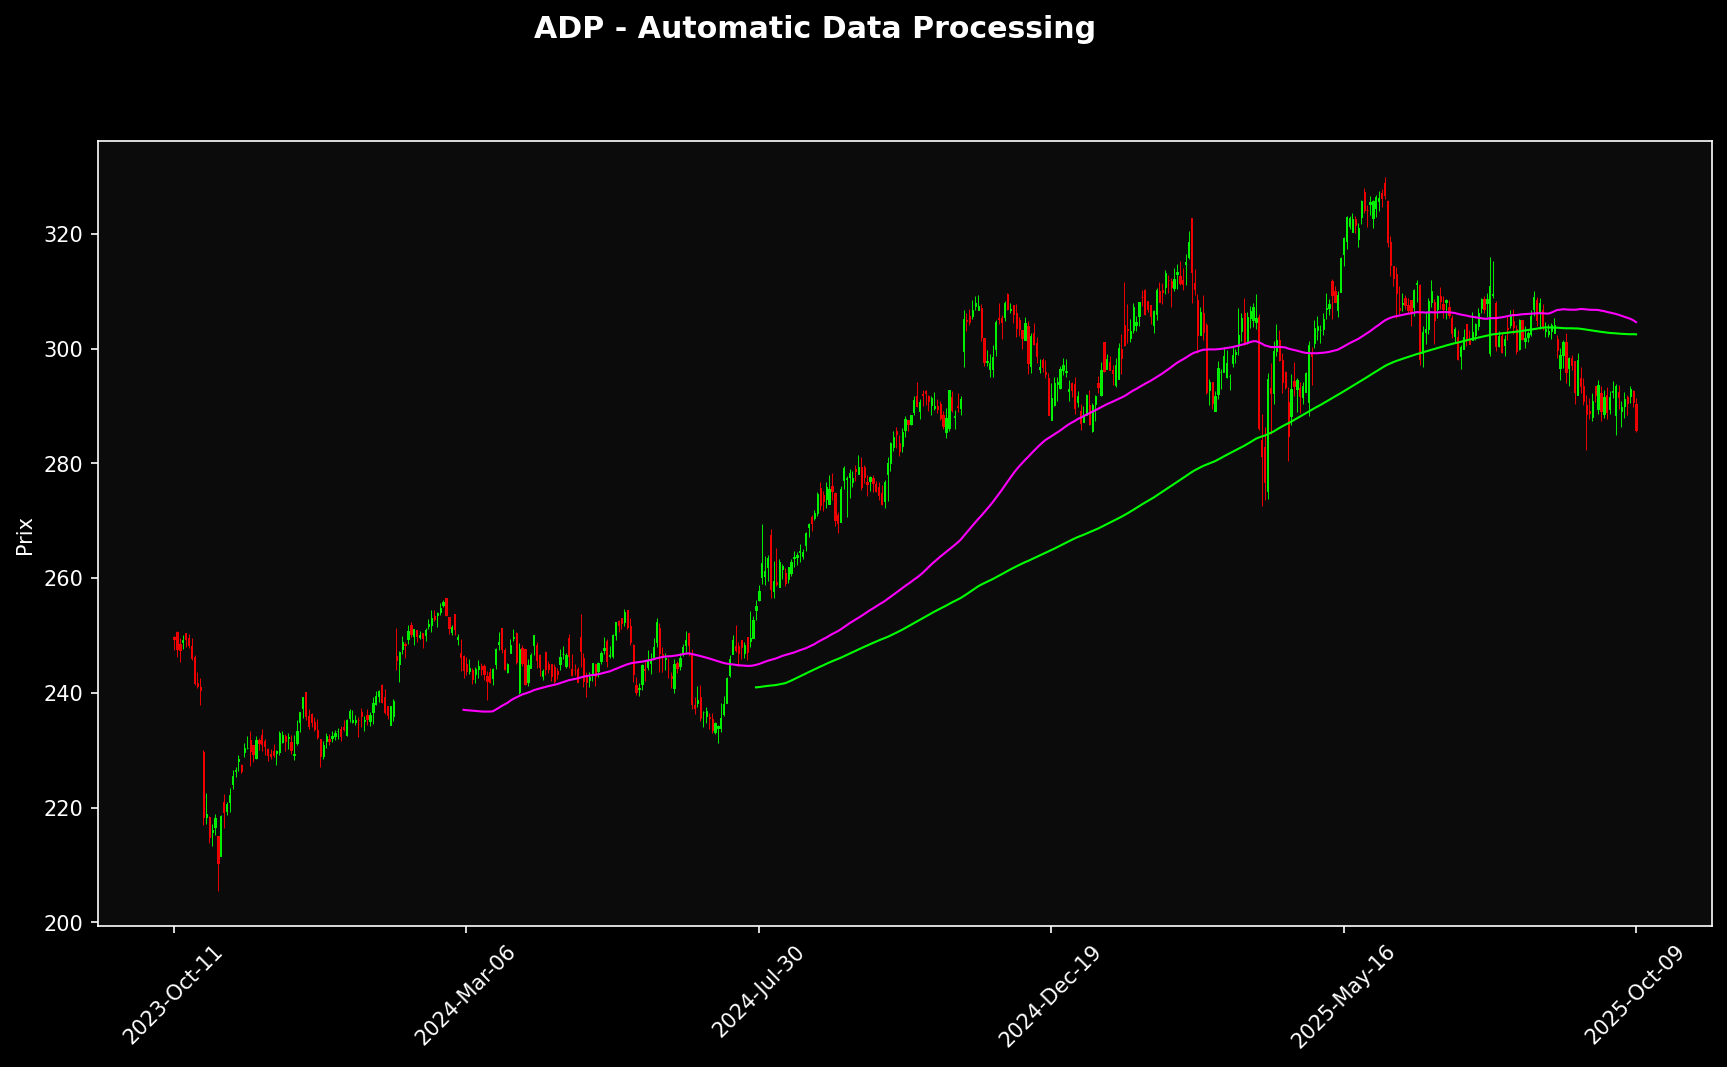 ADP - Automatic Data Processing
Prix
320
300
280
260
240
220
200
2023-Oct-11
2024-Mar-06
2024-Jul-30
2024-Dec-19
2025-May-16
2025-Oct-09